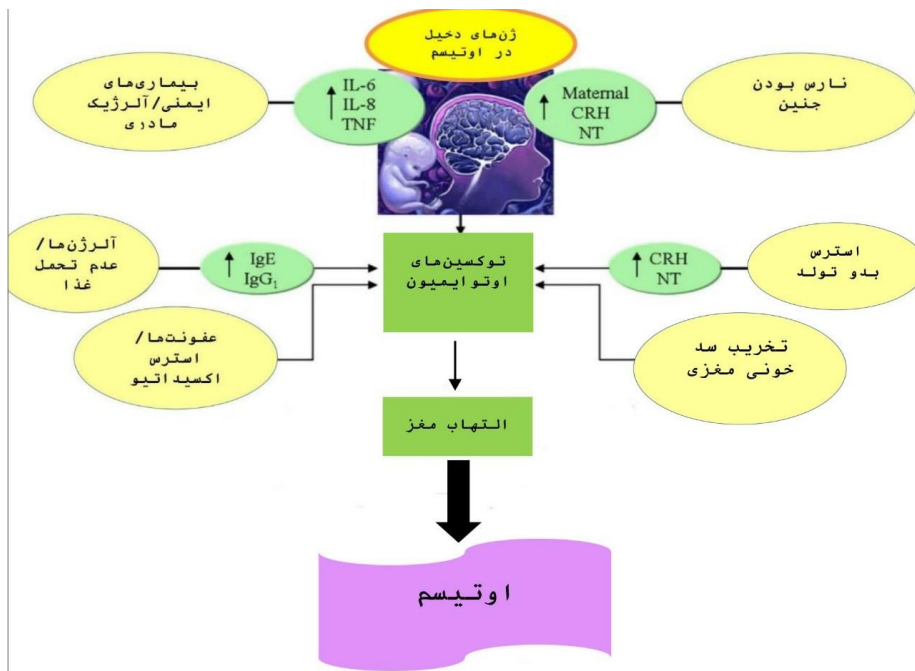 ژن‌های دخیل
در اوتیسم
نارس بودن
جنین
Maternal
CRH
NT
IL-6
IL-8
TNF
بیماری‌های
ایمنی/آلرژیک
مادری
استرس
بدو تولد
CRH
NT
توکسین‌های
اوتوایمیون
IgE
IgG₁
آلرژن‌ها/
عدم تحمل
غذا
تخریب سد
خونی مغزی
عفونت‌ها/
استرس
اکسیداتیو
التهاب مغز
اوتیسم